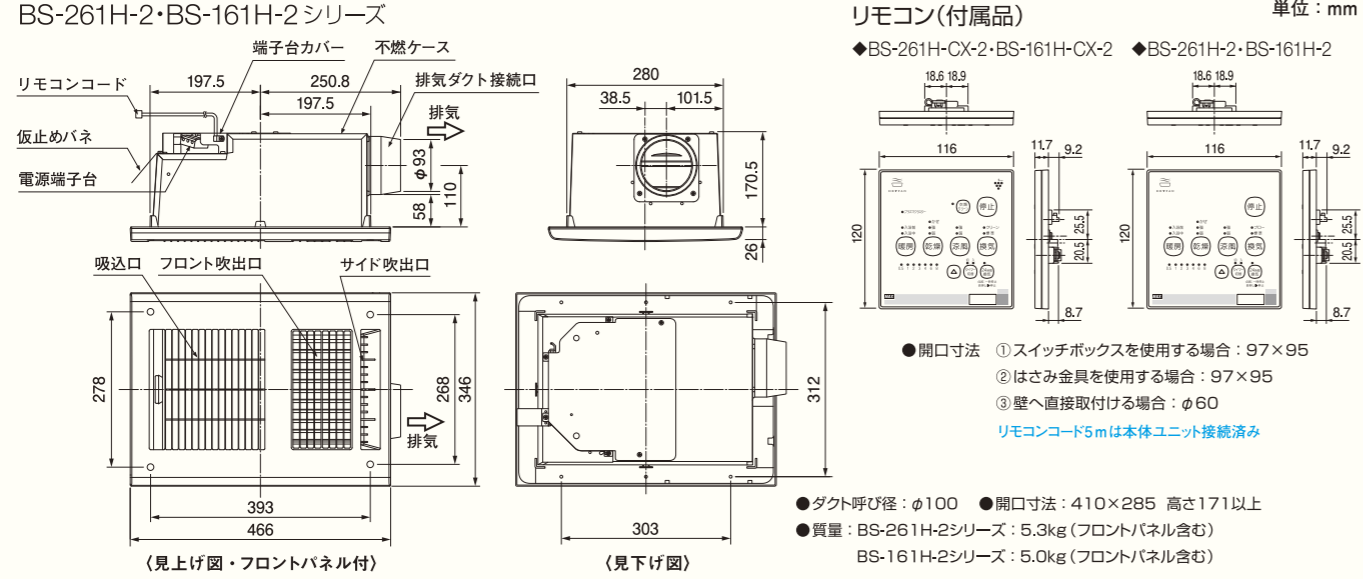 BS-261H-2・BS-161H-2シリーズ
端子台カバー
不燃ケース
リモコンコード
197.5
250.8
排気ダクト接続口
197.5
排気
仮止めバネ
電源端子台
φ93
110
58
280
38.5
101.5
170.5
26
吸込口
フロント吹出口
サイド吹出口
278
268
346
排気
393
466
〈見上げ図・フロントパネル付〉
312
303
〈見下げ図〉
リモコン(付属品)
単位:mm
◆BS-261H-CX-2・BS-161H-CX-2
◆BS-261H-2・BS-161H-2
18.6 18.9
18.6 18.9
116
11.7
9.2
116
11.7
9.2
120
停止
暖房
乾燥
涼風
換気
25.5
20.5
8.7
120
停止
暖房
乾燥
涼風
換気
25.5
20.5
8.7
●開口寸法 ①スイッチボックスを使用する場合:97×95
②はさみ金具を使用する場合:97×95
③壁へ直接取付ける場合:φ60
リモコンコード5mは本体ユニット接続済み
●ダクト呼び径:φ100 ●開口寸法:410×285 高さ171以上
●質量:BS-261H-2シリーズ:5.3kg(フロントパネル含む)
BS-161H-2シリーズ:5.0kg(フロントパネル含む)